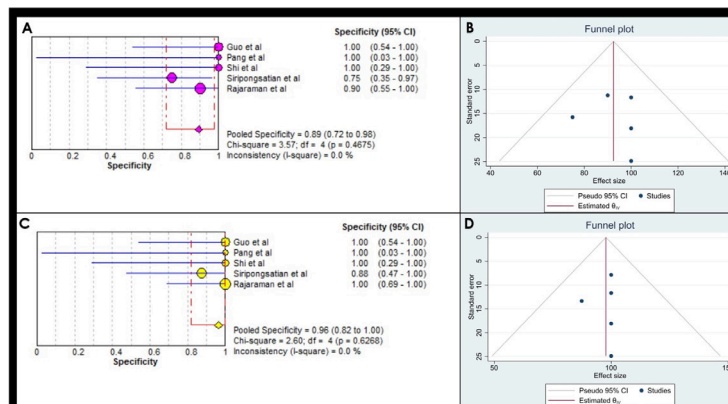 A
Specificity (95% CI)
Guo et al 1.00 (0.54 - 1.00)
Pang et al 1.00 (0.03 - 1.00)
Shi et al 1.00 (0.29 - 1.00)
Siripongsatian et al 0.75 (0.35 - 0.97)
Rajaraman et al 0.90 (0.55 - 1.00)
Pooled Specificity = 0.89 (0.72 to 0.98)
Chi-square = 3.57; df = 4 (p = 0.4675)
Inconsistency (I-square) = 0.0 %
0 0.2 0.4 0.6 0.8 1
Specificity
B
Funnel plot
Standard error
0
5
10
15
20
25
40 60 80 100 120 140
Effect size
Pseudo 95% CI Studies
Estimated θIV
C
Specificity (95% CI)
Guo et al 1.00 (0.54 - 1.00)
Pang et al 1.00 (0.03 - 1.00)
Shi et al 1.00 (0.29 - 1.00)
Siripongsatian et al 0.88 (0.47 - 1.00)
Rajaraman et al 1.00 (0.69 - 1.00)
Pooled Specificity = 0.96 (0.82 to 1.00)
Chi-square = 2.60; df = 4 (p = 0.6268)
Inconsistency (I-square) = 0.0 %
0 0.2 0.4 0.6 0.8 1
Specificity
D
Funnel plot
Standard error
0
5
10
15
20
25
50 100 150
Effect size
Pseudo 95% CI Studies
Estimated θIV